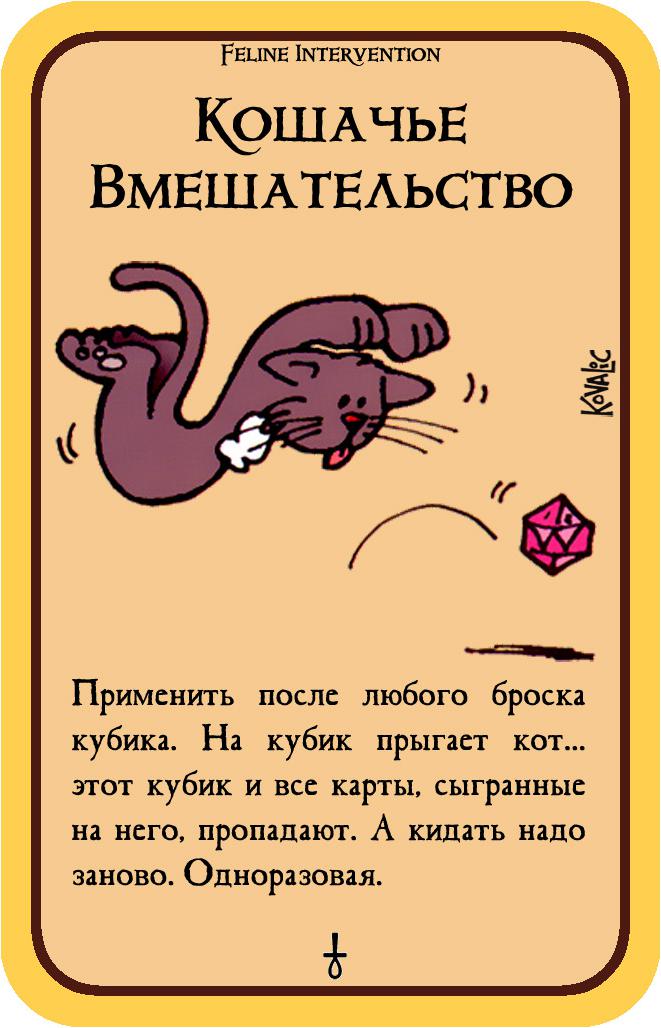 Feline Intervention
Кошачье
Вмешательство
Kovalic
Применить после любого броска
кубика. На кубик прыгает кот...
этот кубик и все карты, сыгранные
на него, пропадают. А кидать надо
заново. Одноразовая.